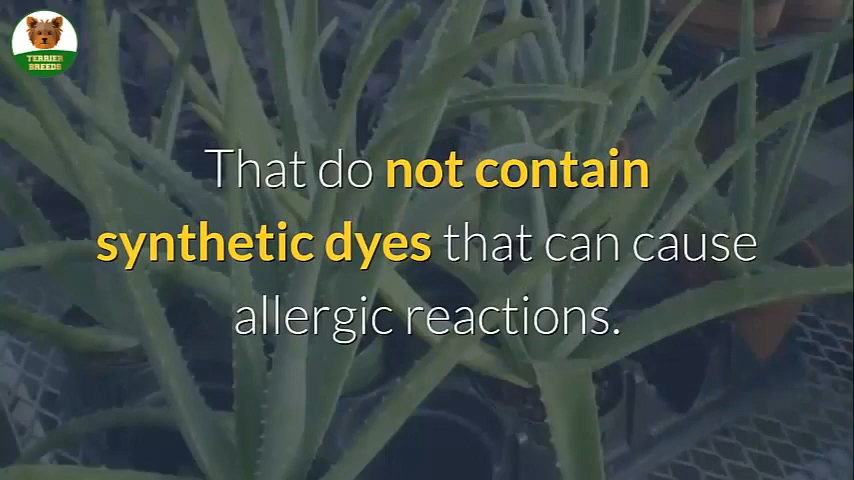 TERRIER
BREEDS
That do not contain
synthetic dyes that can cause
allergic reactions.